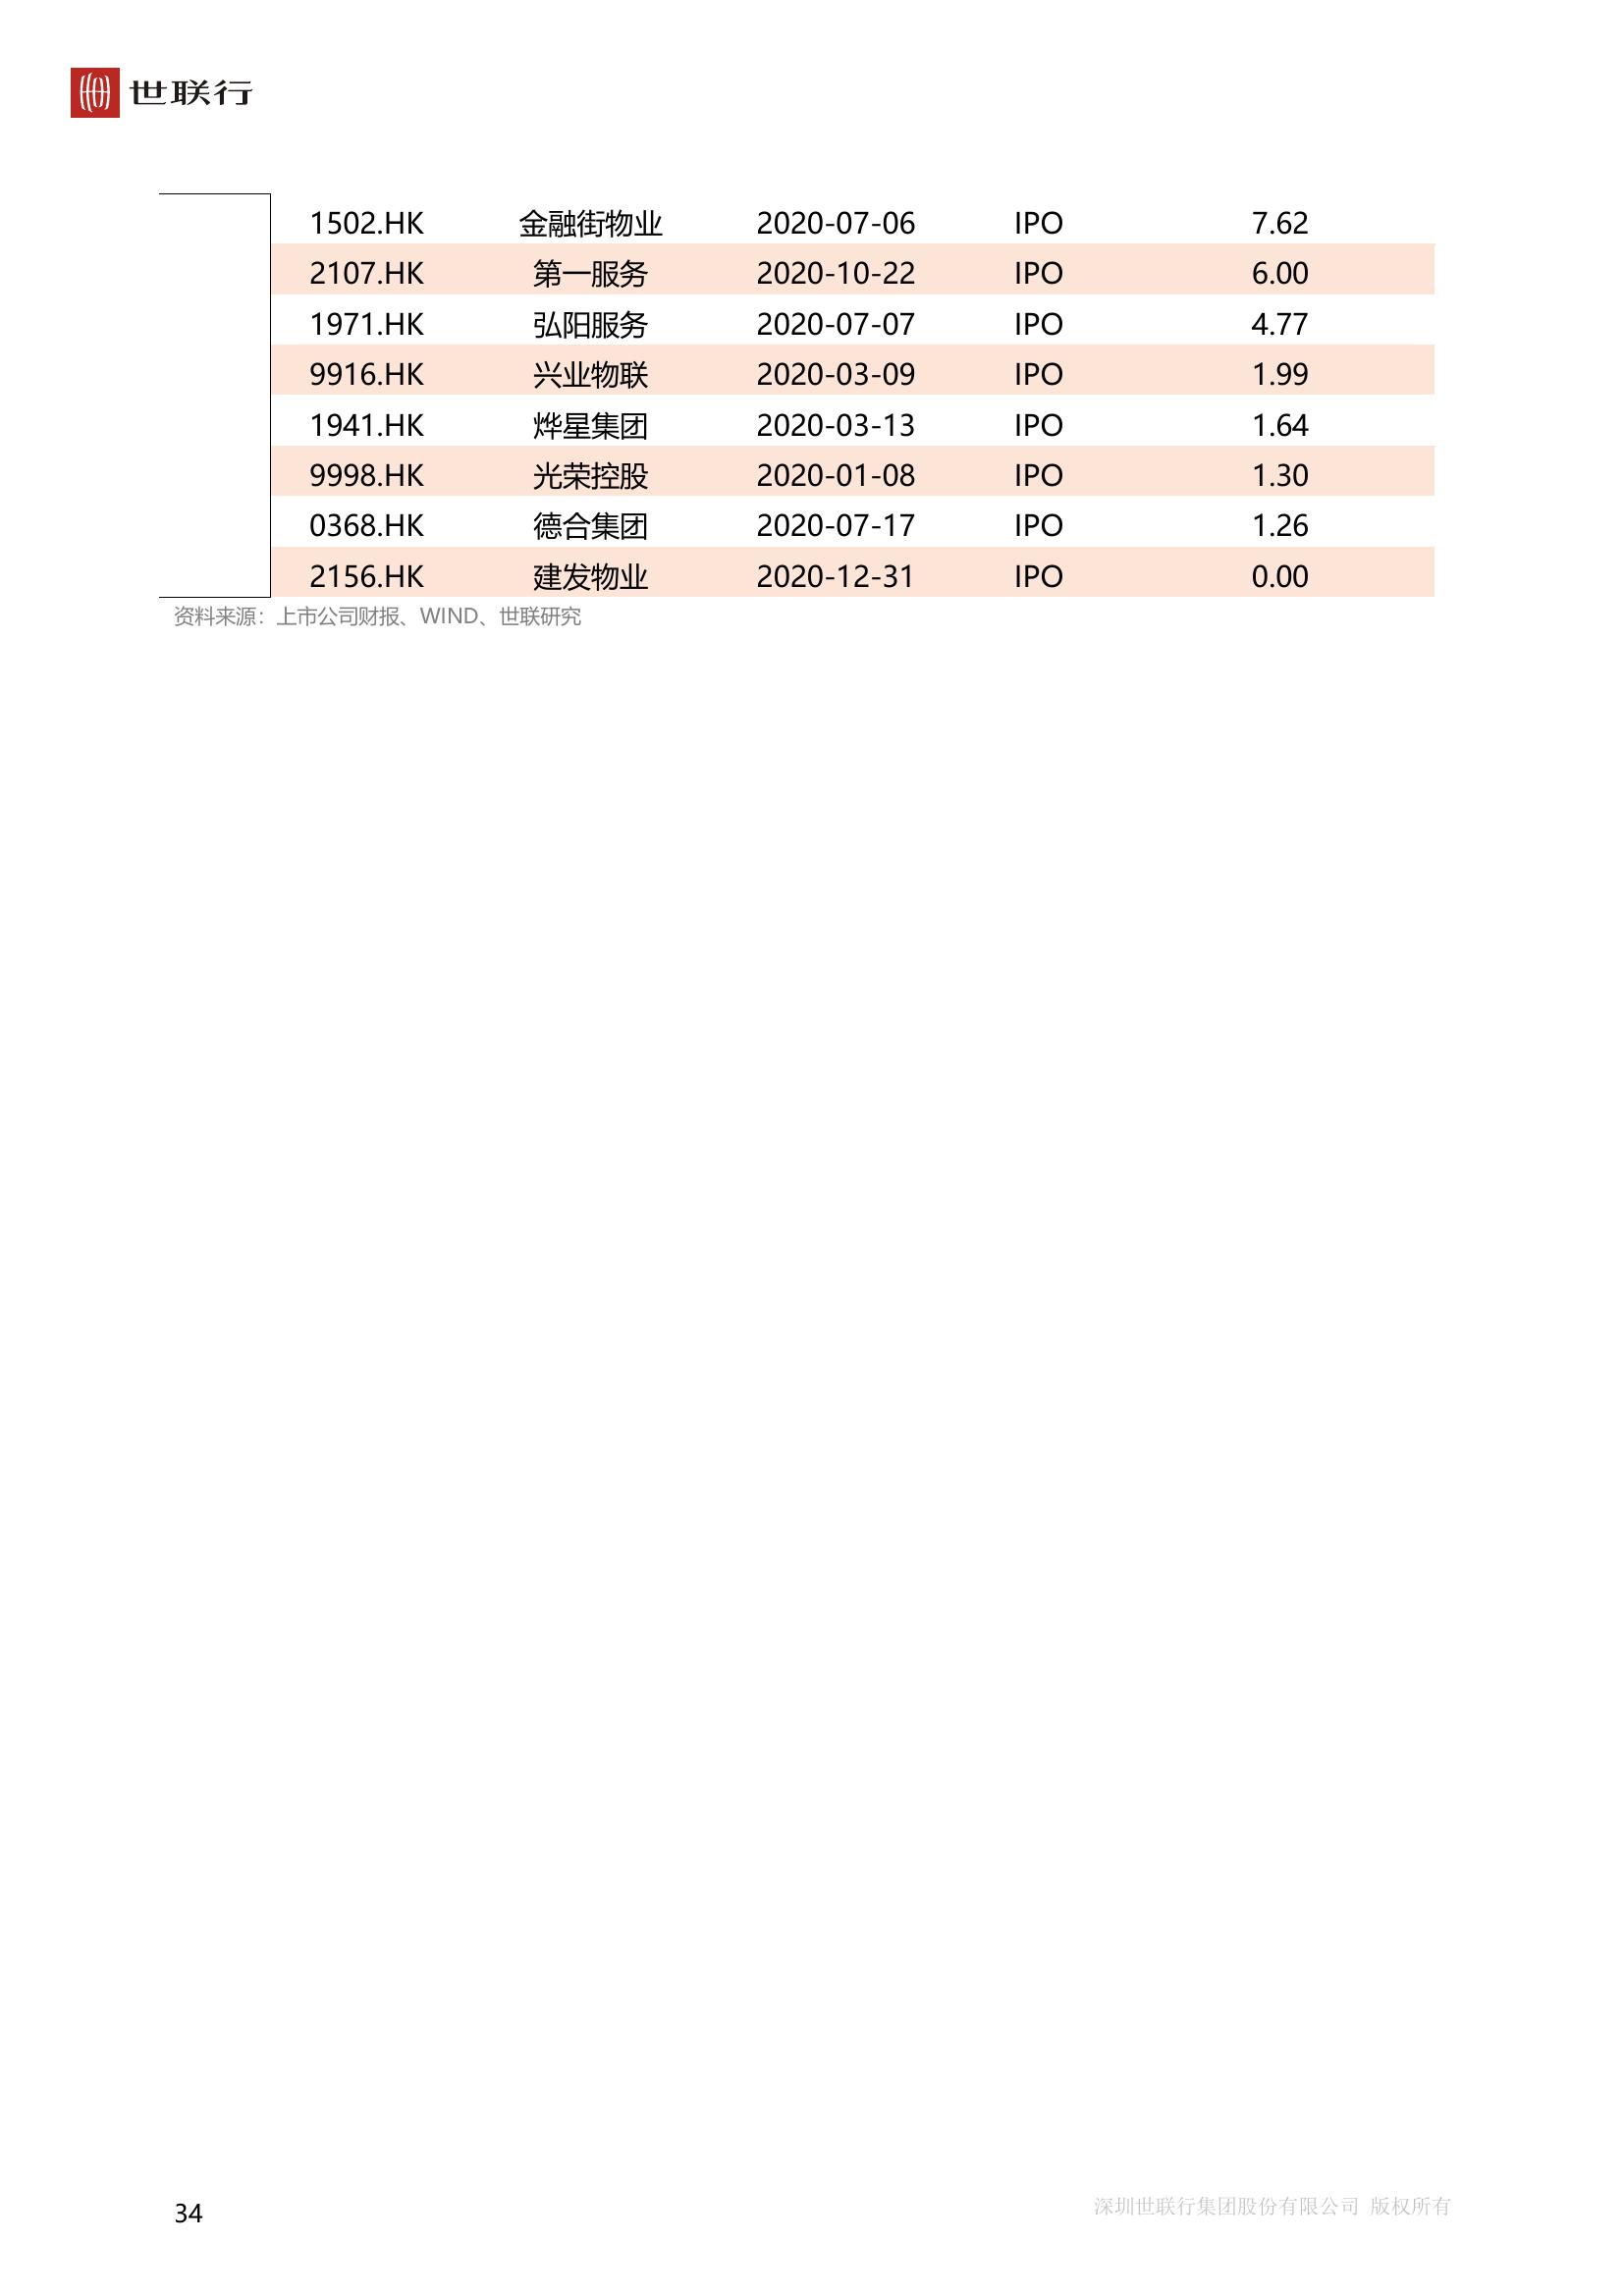 世联行
1502.HK 金融街物业 2020-07-06 IPO 7.62
2107.HK 第一服务 2020-10-22 IPO 6.00
1971.HK 弘阳服务 2020-07-07 IPO 4.77
9916.HK 兴业物联 2020-03-09 IPO 1.99
1941.HK 烨星集团 2020-03-13 IPO 1.64
9998.HK 光荣控股 2020-01-08 IPO 1.30
0368.HK 德合集团 2020-07-17 IPO 1.26
2156.HK 建发物业 2020-12-31 IPO 0.00
资料来源：上市公司财报、WIND、世联研究
34
深圳世联行集团股份有限公司 版权所有